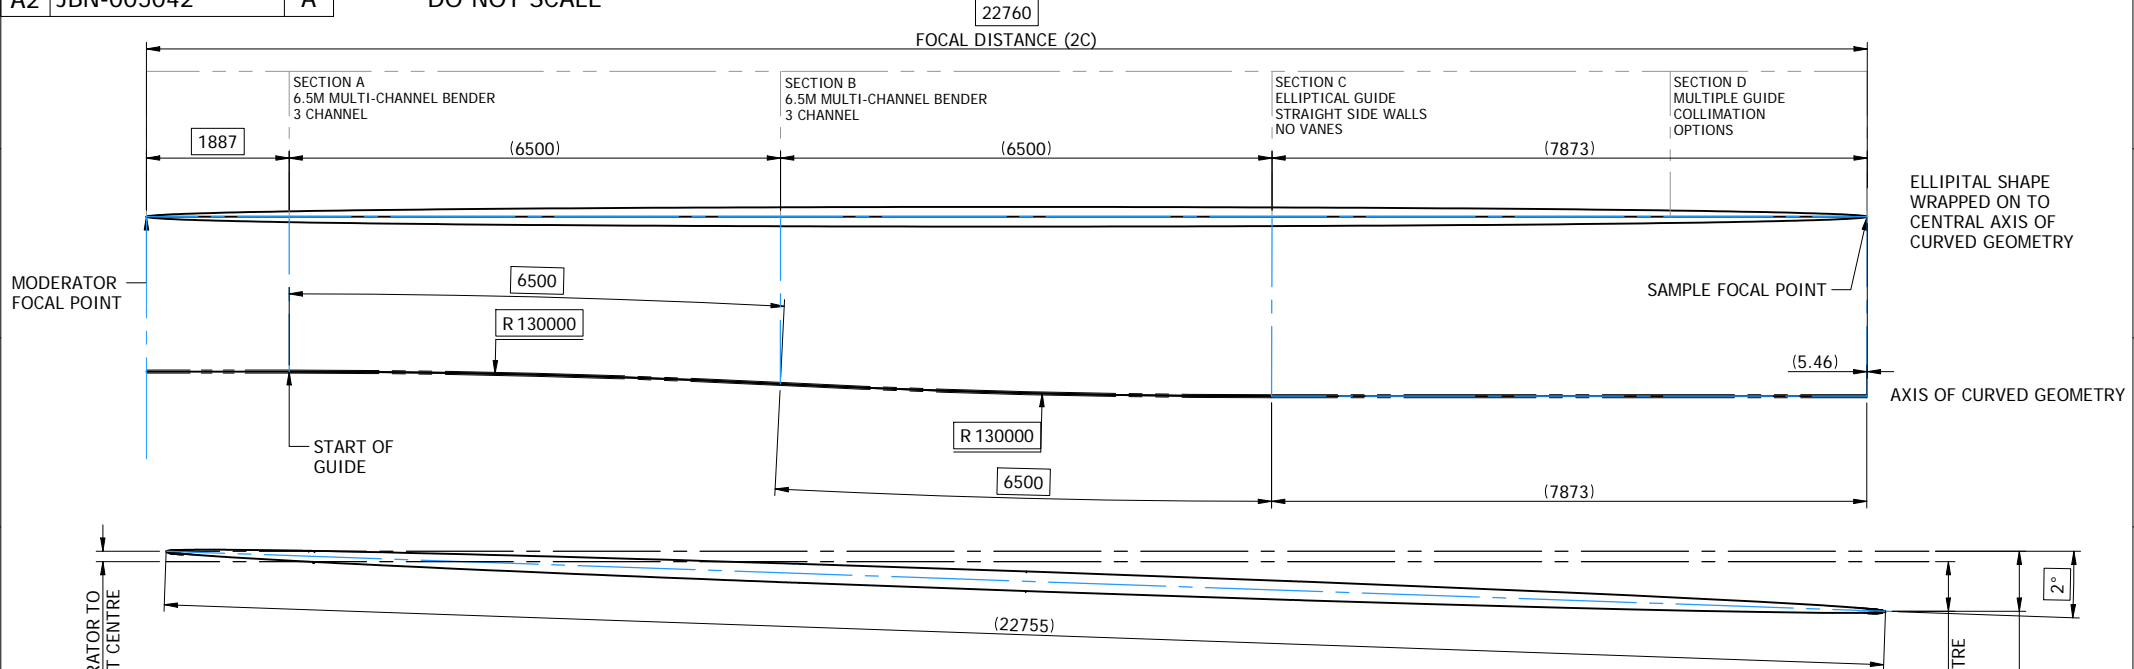 A2 JBN-005042 A
DO NOT SCALE
22760
FOCAL DISTANCE (2C)
SECTION A
6.5M MULTI-CHANNEL BENDER
3 CHANNEL
SECTION B
6.5M MULTI-CHANNEL BENDER
3 CHANNEL
SECTION C
ELLIPTICAL GUIDE
STRAIGHT SIDE WALLS
NO VANES
SECTION D
MULTIPLE GUIDE
COLLIMATION
OPTIONS
1887
(6500)
(6500)
(7873)
ELLIPITAL SHAPE
WRAPPED ON TO
CENTRAL AXIS OF
CURVED GEOMETRY
MODERATOR
FOCAL POINT
6500
SAMPLE FOCAL POINT
R 130000
(5.46)
AXIS OF CURVED GEOMETRY
START OF
GUIDE
R 130000
6500
(7873)
2°
(22755)